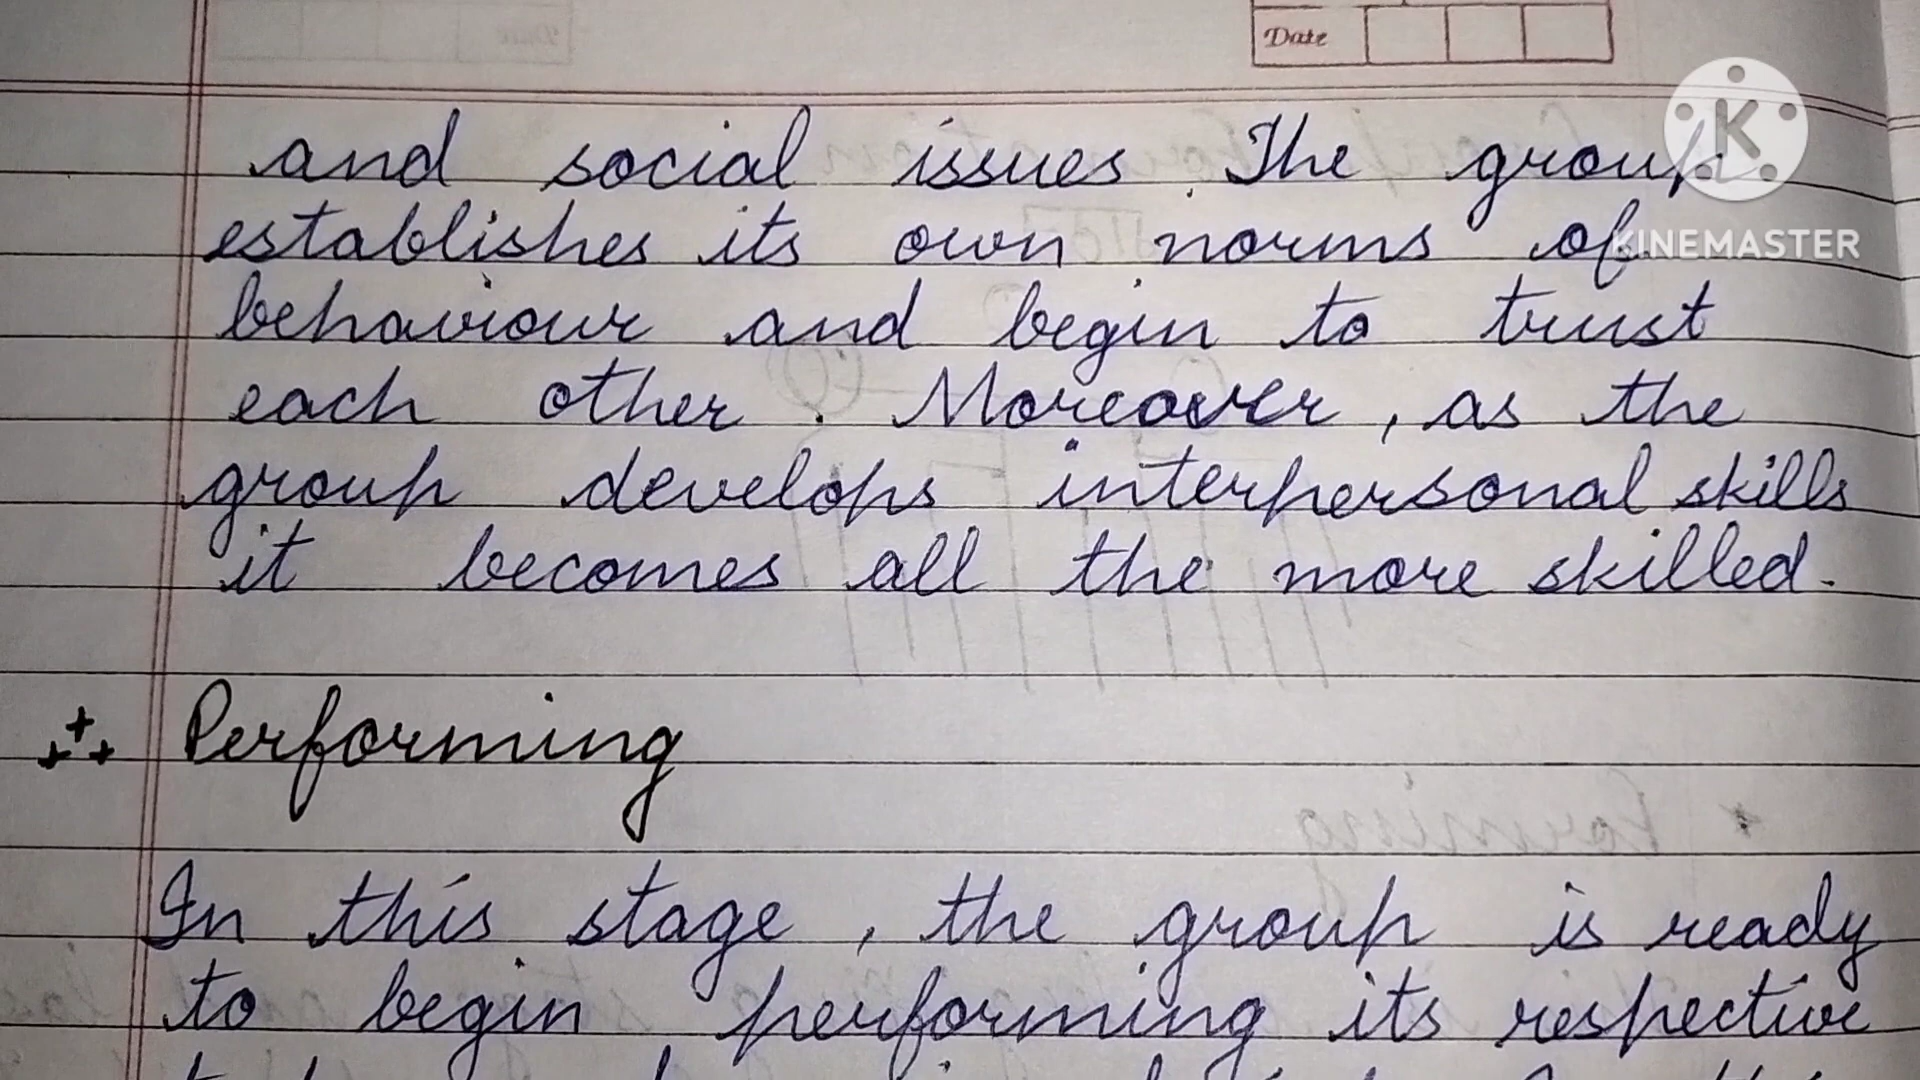 Date
and social issues. The group
establishes its own norms of
behaviour and begin to trust
each other. Moreover, as the
group develops interpersonal skills
it becomes all the more skilled.
Performing
In this stage, the group is ready
to begin performing its respective
K
KINEMASTER